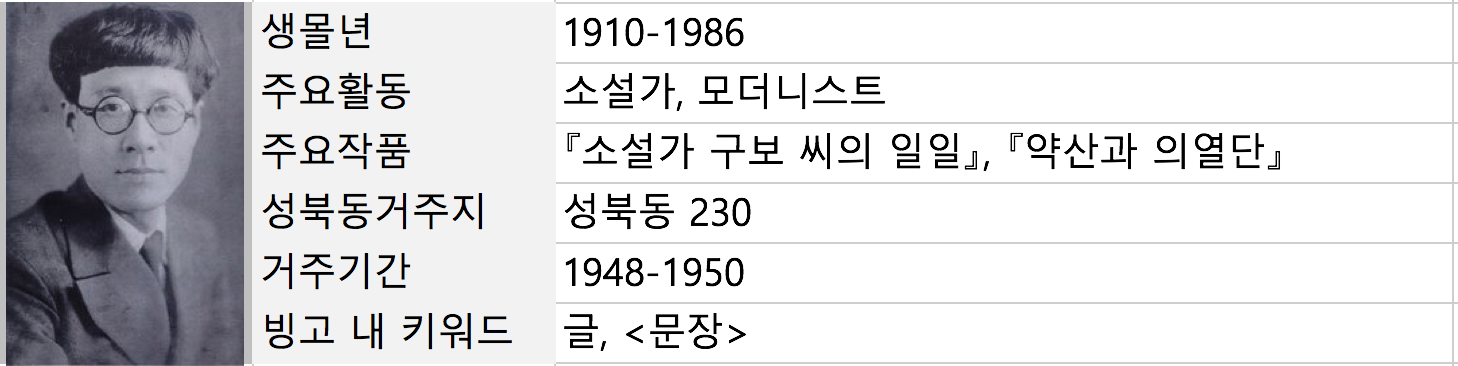 생몰년 1910-1986
주요활동 소설가, 모더니스트
주요작품 『소설가 구보 씨의 일일』, 『약산과 의열단』
성북동거주지 성북동 230
거주기간 1948-1950
빙고 내 키워드 글, <문장>